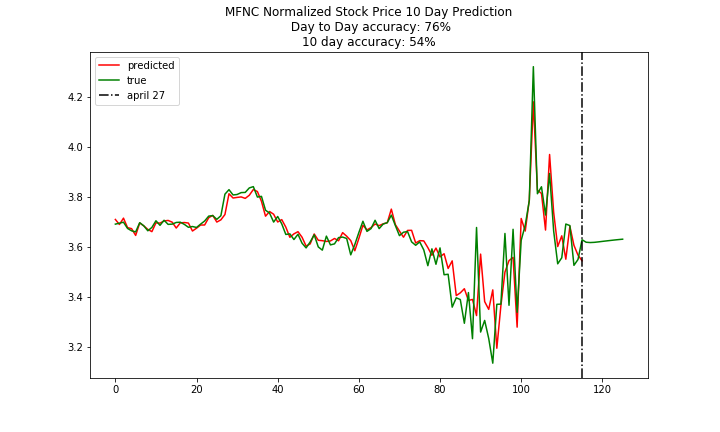 MFNC Normalized Stock Price 10 Day Prediction
Day to Day accuracy: 76%
10 day accuracy: 54%
predicted
true
april 27
4.2
4.0
3.8
3.6
3.4
3.2
0 20 40 60 80 100 120